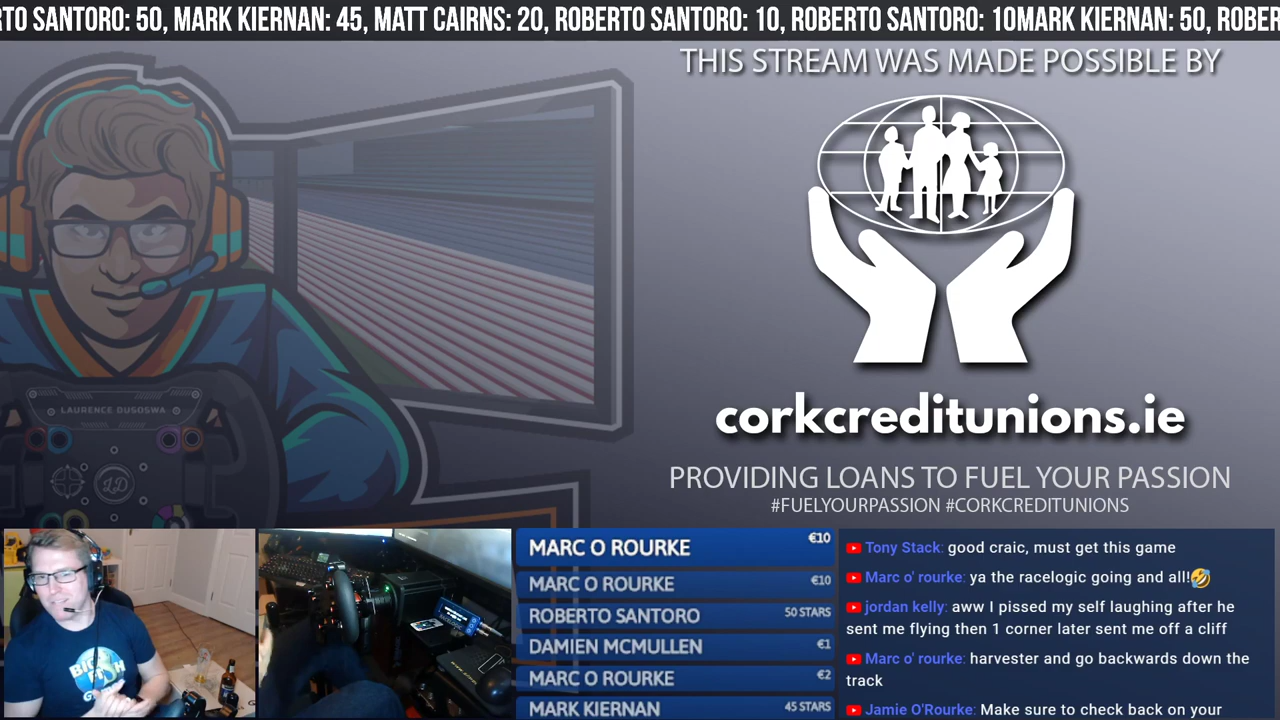 RTO SANTORO: 50, MARK KIERNAN: 45, MATT CAIRNS: 20, ROBERTO SANTORO: 10, ROBERTO SANTORO: 10MARK KIERNAN: 50, ROBER
THIS STREAM WAS MADE POSSIBLE BY
corkcreditunions.ie
PROVIDING LOANS TO FUEL YOUR PASSION
#FUELYOURPASSION #CORKCREDITUNIONS
LAURENCE DUSOSWA
LD
MARC O ROURKE €10
MARC O ROURKE €10
ROBERTO SANTORO 50 STARS
DAMIEN MCMULLEN €1
MARC O ROURKE €2
MARK KIERNAN 45 STARS
Tony Stack: good craic, must get this game
Marc o' rourke: ya the racelogic going and all!🤣
jordan kelly: aww I pissed my self laughing after he
sent me flying then 1 corner later sent me off a cliff
Marc o' rourke: harvester and go backwards down the
track
Jamie O'Rourke: Make sure to check back on your